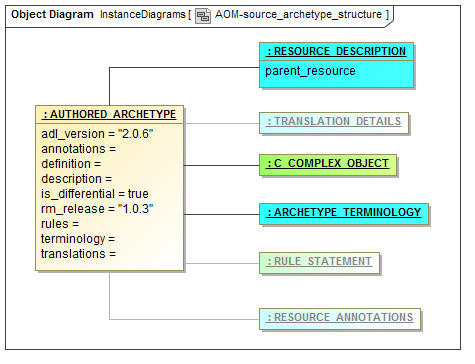 Object Diagram InstanceDiagrams [ AOM-source_archetype_structure ]
: RESOURCE_DESCRIPTION
parent_resource
: AUTHORED_ARCHETYPE
adl_version = "2.0.6"
annotations =
definition =
description =
is_differential = true
rm_release = "1.0.3"
rules =
terminology =
translations =
: TRANSLATION_DETAILS
: C_COMPLEX_OBJECT
: ARCHETYPE_TERMINOLOGY
: RULE_STATEMENT
: RESOURCE_ANNOTATIONS